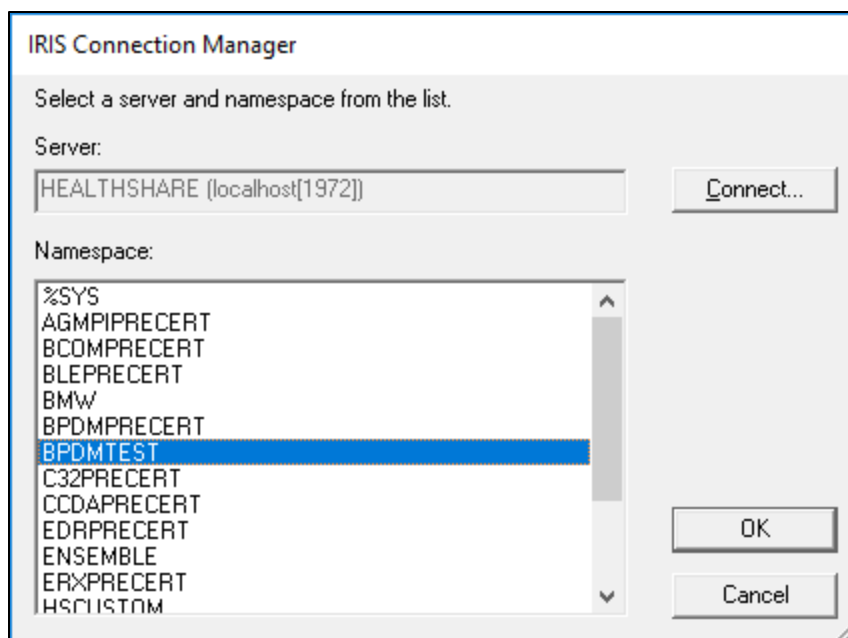 IRIS Connection Manager
Select a server and namespace from the list.
Server:
HEALTHSHARE (localhost[1972])
Connect...
Namespace:
%SYS
AGMPIPRECERT
BCOMPRECERT
BLEPRECERT
BMW
BPDMPRECERT
BPDMTEST
C32PRECERT
CCDAPRECERT
EDRPRECERT
ENSEMBLE
ERXPRECERT
HSCUSTOM
OK
Cancel